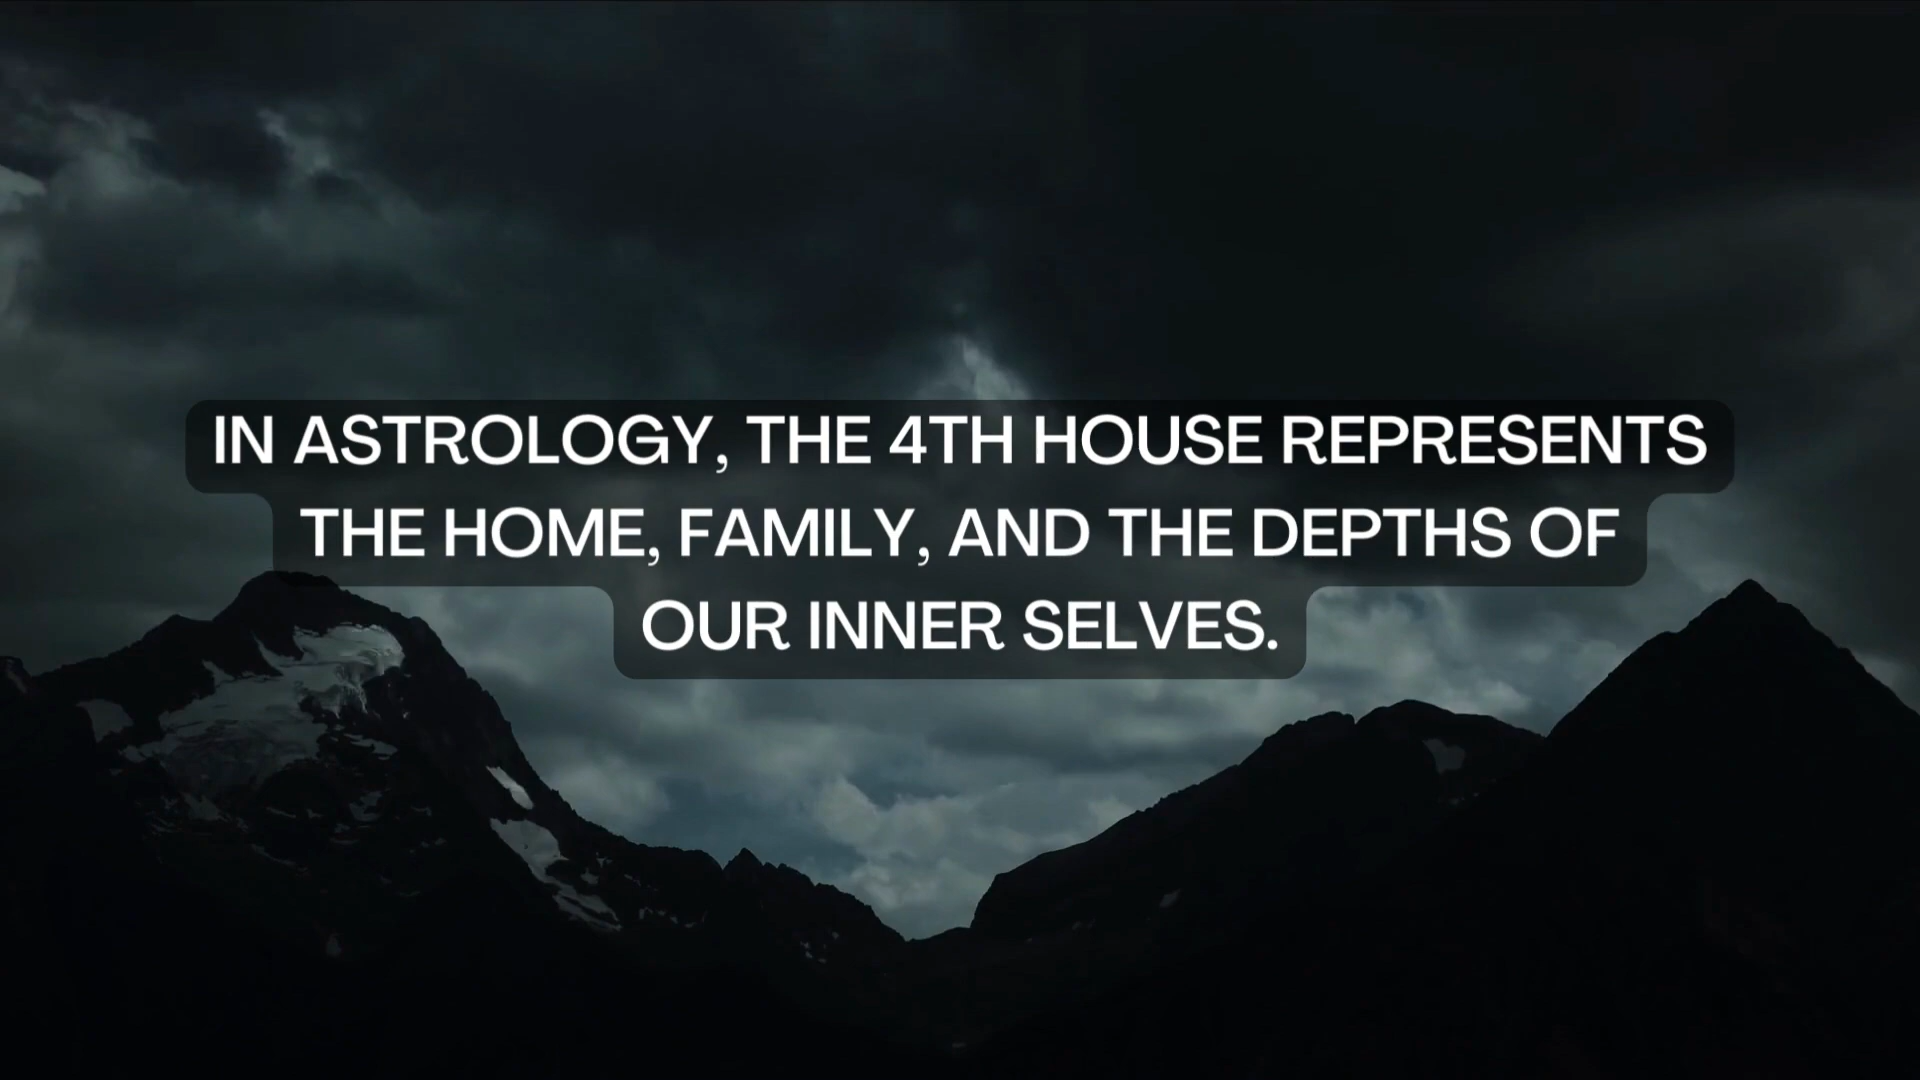 IN ASTROLOGY, THE 4TH HOUSE REPRESENTS
THE HOME, FAMILY, AND THE DEPTHS OF
OUR INNER SELVES.